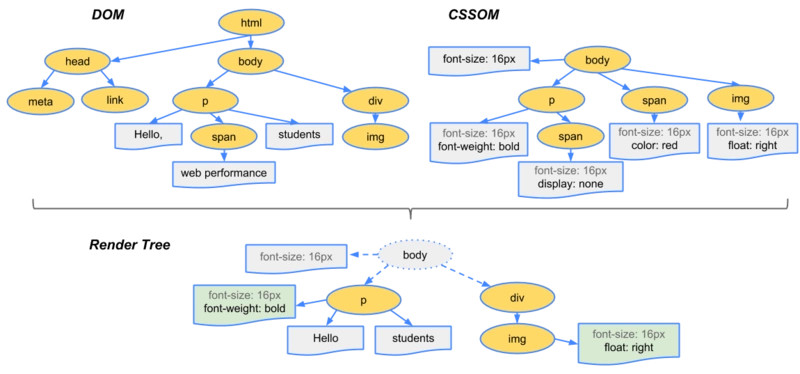 DOM
html
head
body
meta
link
p
div
Hello,
span
students
img
web performance
CSSOM
font-size: 16px
body
p
span
img
font-size: 16px
font-weight: bold
span
font-size: 16px
color: red
font-size: 16px
float: right
font-size: 16px
display: none
Render Tree
font-size: 16px
body
font-size: 16px
font-weight: bold
p
div
Hello
students
img
font-size: 16px
float: right